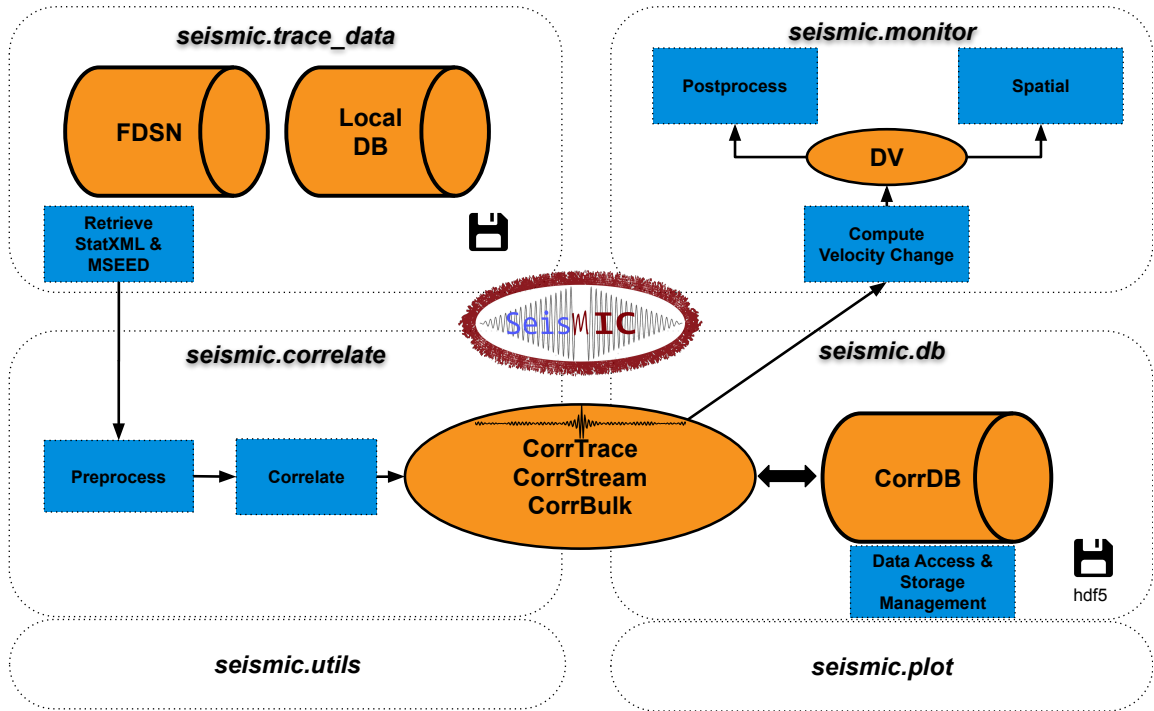 seismic.trace_data
FDSN
Local
DB
Retrieve
StatXML &
MSEED
seismic.monitor
Postprocess
Spatial
DV
Compute
Velocity Change
SeisMIC
seismic.correlate
Preprocess
Correlate
CorrTrace
CorrStream
CorrBulk
seismic.db
CorrDB
Data Access &
Storage
Management
hdf5
seismic.utils
seismic.plot